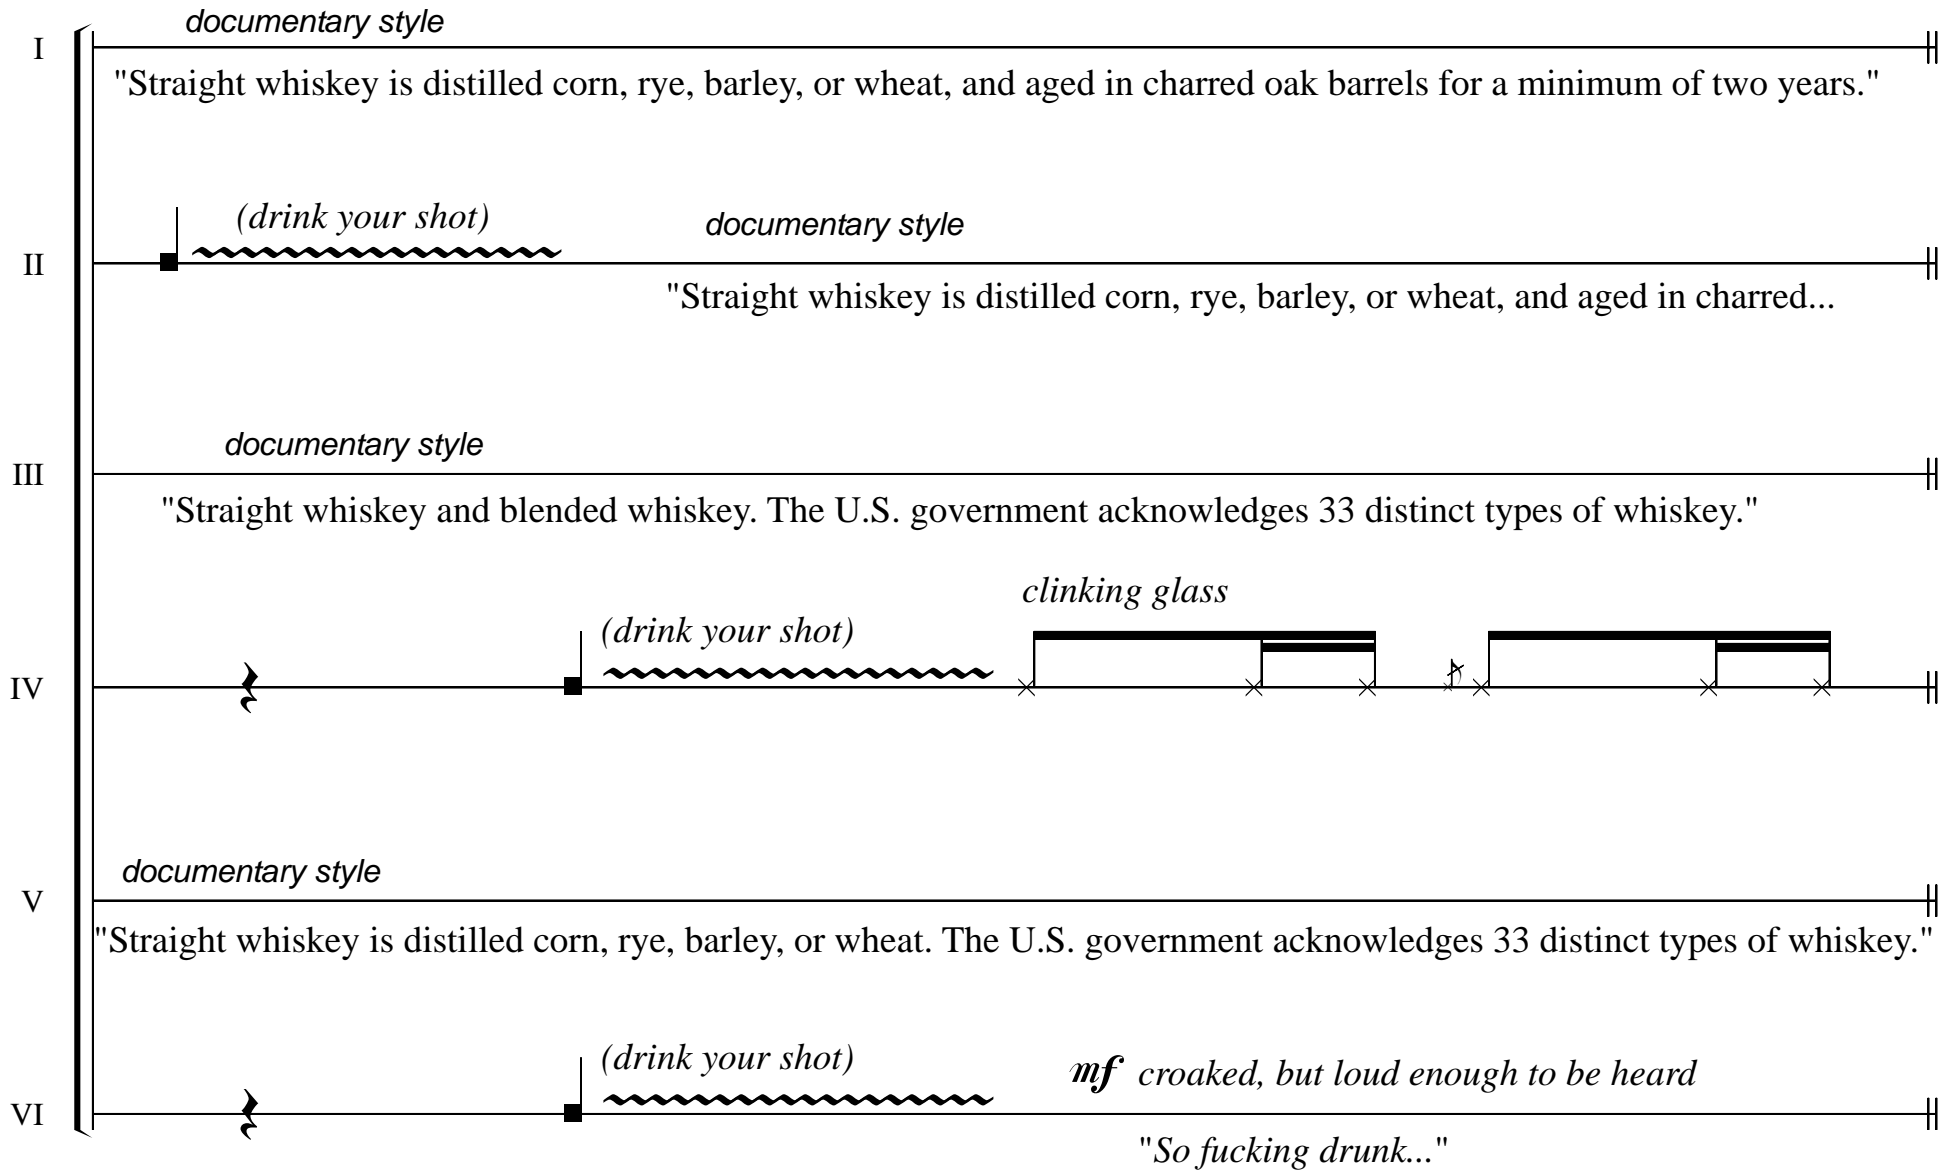 documentary style
I
"Straight whiskey is distilled corn, rye, barley, or wheat, and aged in charred oak barrels for a minimum of two years."
(drink your shot)
documentary style
II
"Straight whiskey is distilled corn, rye, barley, or wheat, and aged in charred...
documentary style
III
"Straight whiskey and blended whiskey. The U.S. government acknowledges 33 distinct types of whiskey."
clinking glass
(drink your shot)
IV
documentary style
V
"Straight whiskey is distilled corn, rye, barley, or wheat. The U.S. government acknowledges 33 distinct types of whiskey."
(drink your shot)
mf croaked, but loud enough to be heard
VI
"So fucking drunk..."